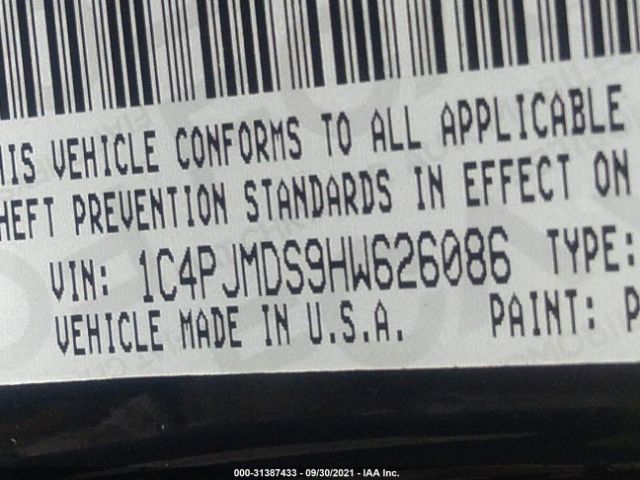 HIS VEHICLE CONFORMS TO ALL APPLICABLE
HEFT PREVENTION STANDARDS IN EFFECT ON
VIN: 1C4PJMDS9HW626086 TYPE:
VEHICLE MADE IN U.S.A. PAINT: P
000-31387433 - 09/30/2021 - IAA Inc.